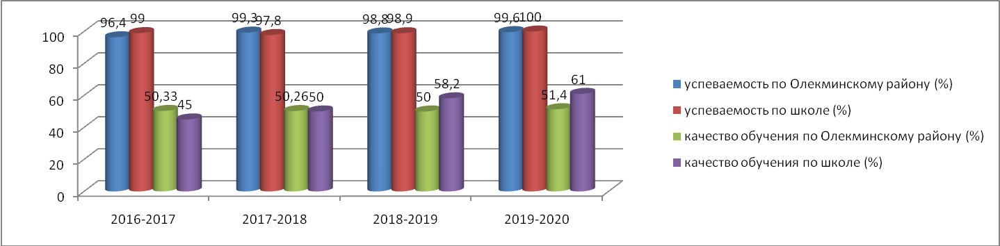 96,4 99 99,3 97,8 98,8 98,9 99,6 100
100
80
60
40
20
0
50,33 45 50,26 50 50 58,2 51,4 61
2016-2017 2017-2018 2018-2019 2019-2020
успеваемость по Олекминскому району (%)
успеваемость по школе (%)
качество обучения по Олекминскому району (%)
качество обучения по школе (%)